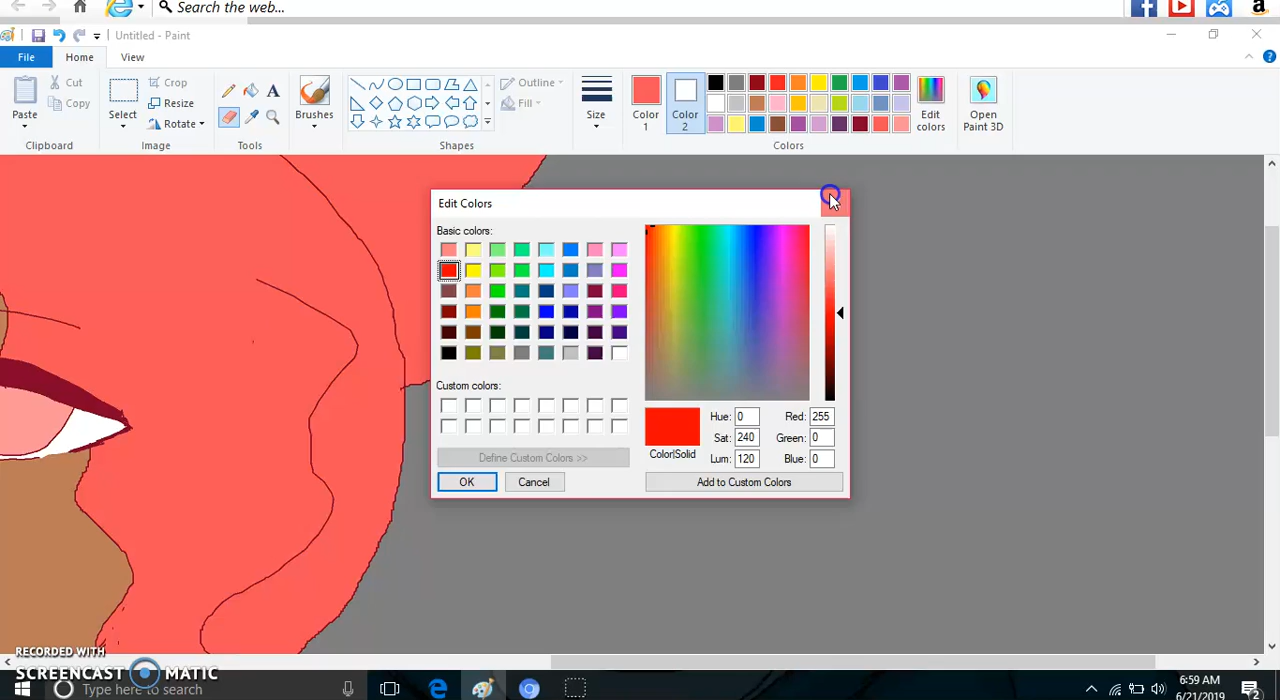 Search the web...
Untitled - Paint
File Home View
Cut
Copy
Paste
Clipboard
Select
Crop
Resize
Rotate
Image
Tools
Brushes
Outline
Fill
Shapes
Size
Color 1
Color 2
Edit colors
Colors
Open Paint 3D
Edit Colors
Basic colors:
Custom colors:
Define Custom Colors >>
OK Cancel
Color|Solid
Hue: 0 Red: 255
Sat: 240 Green: 0
Lum: 120 Blue: 0
Add to Custom Colors
RECORDED WITH
SCREENCAST MATIC
Type here to search
6:59 AM
6/21/2019